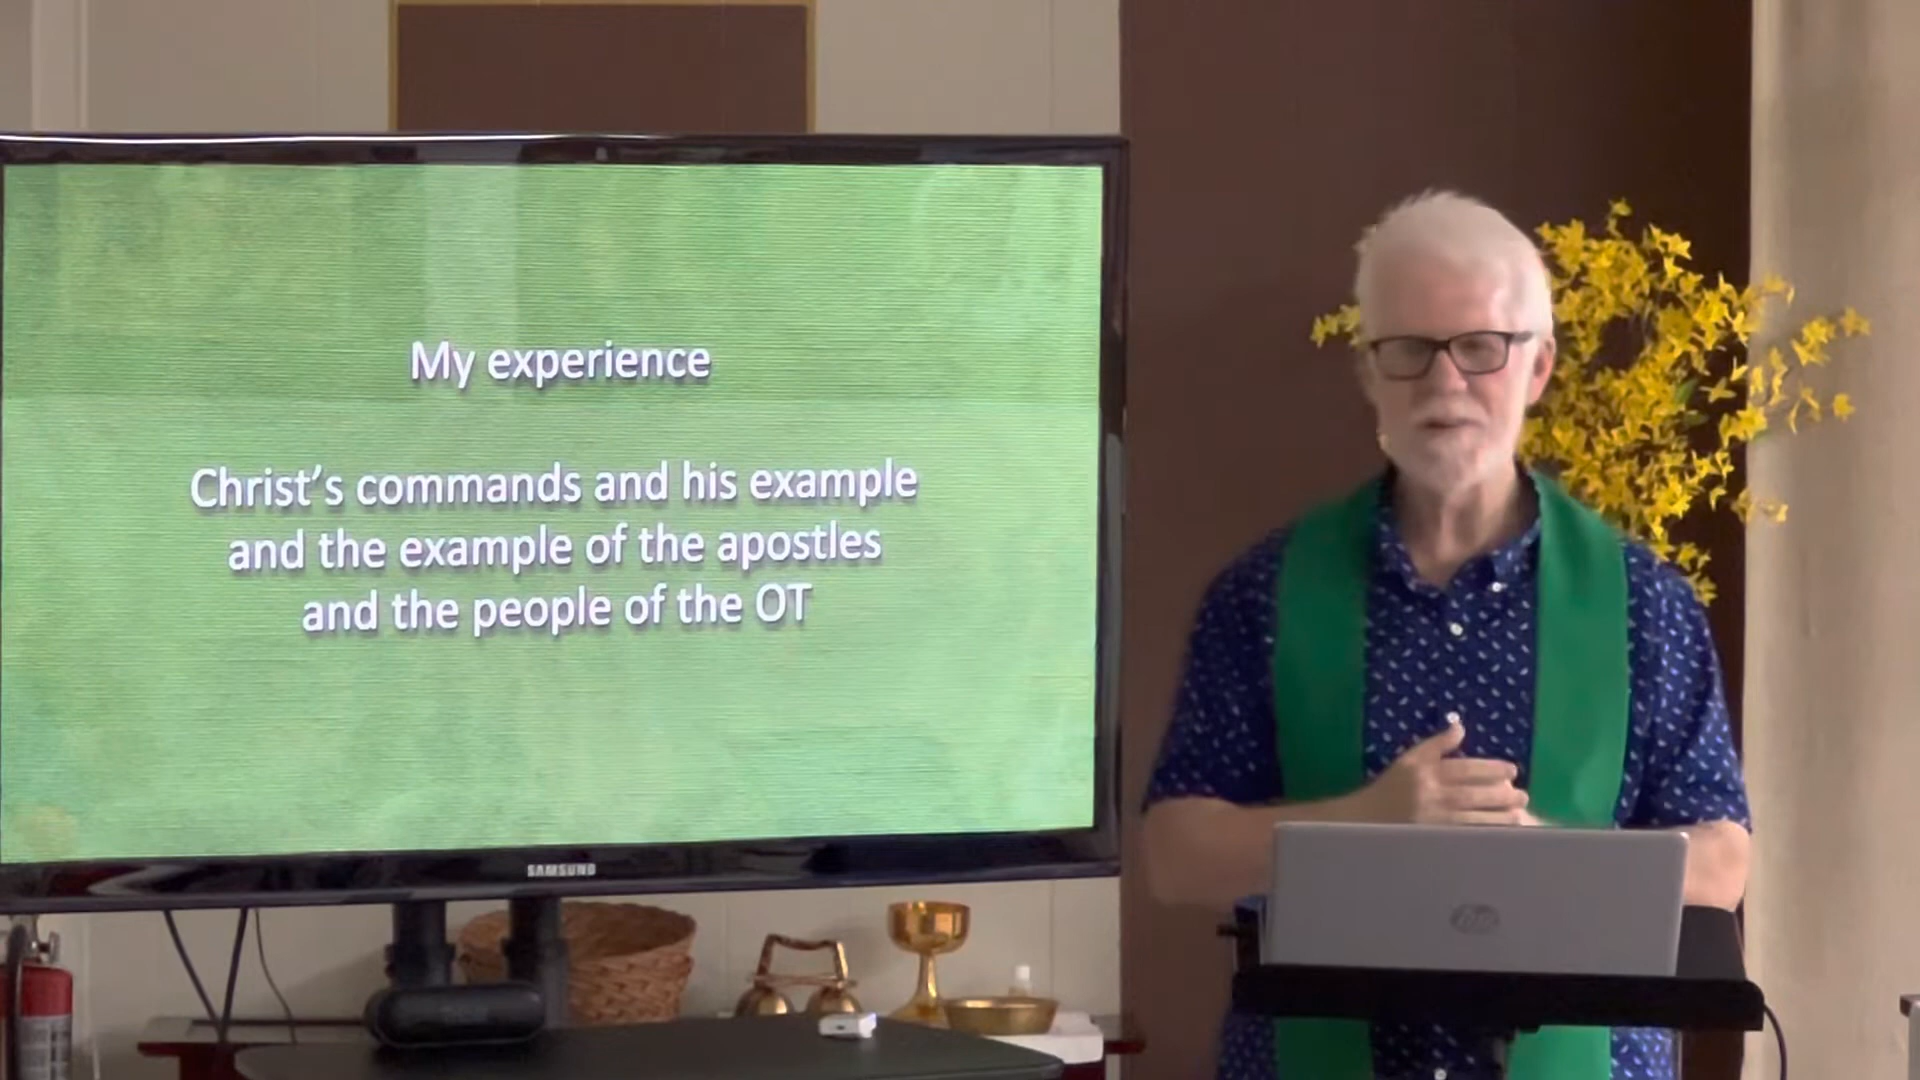 My experience
Christ’s commands and his example
and the example of the apostles
and the people of the OT
SAMSUNG
hp